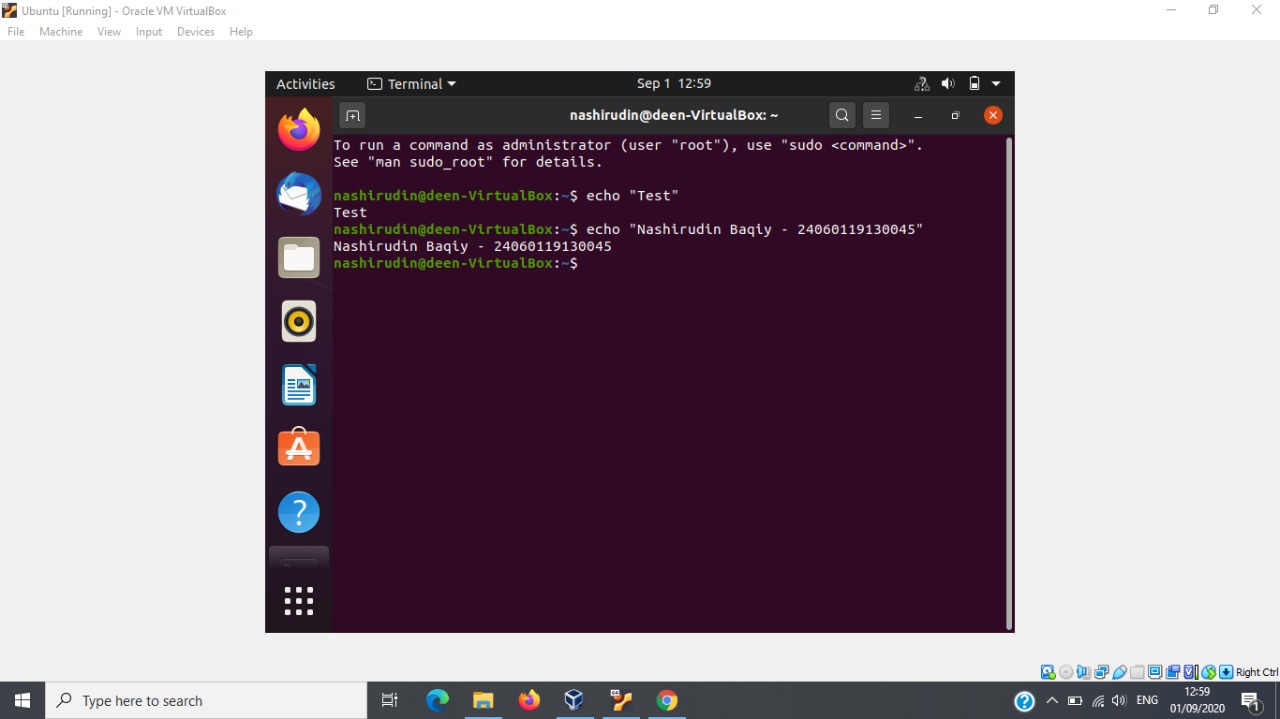 Ubuntu [Running] - Oracle VM VirtualBox
File Machine View Input Devices Help
Activities Terminal Sep 1 12:59
nashirudin@deen-VirtualBox: ~
To run a command as administrator (user "root"), use "sudo <command>".
See "man sudo_root" for details.
nashirudin@deen-VirtualBox:~$ echo "Test"
Test
nashirudin@deen-VirtualBox:~$ echo "Nashirudin Baqiy - 24060119130045"
Nashirudin Baqiy - 24060119130045
nashirudin@deen-VirtualBox:~$
Right Ctrl
Type here to search
ENG
12:59
01/09/2020
1